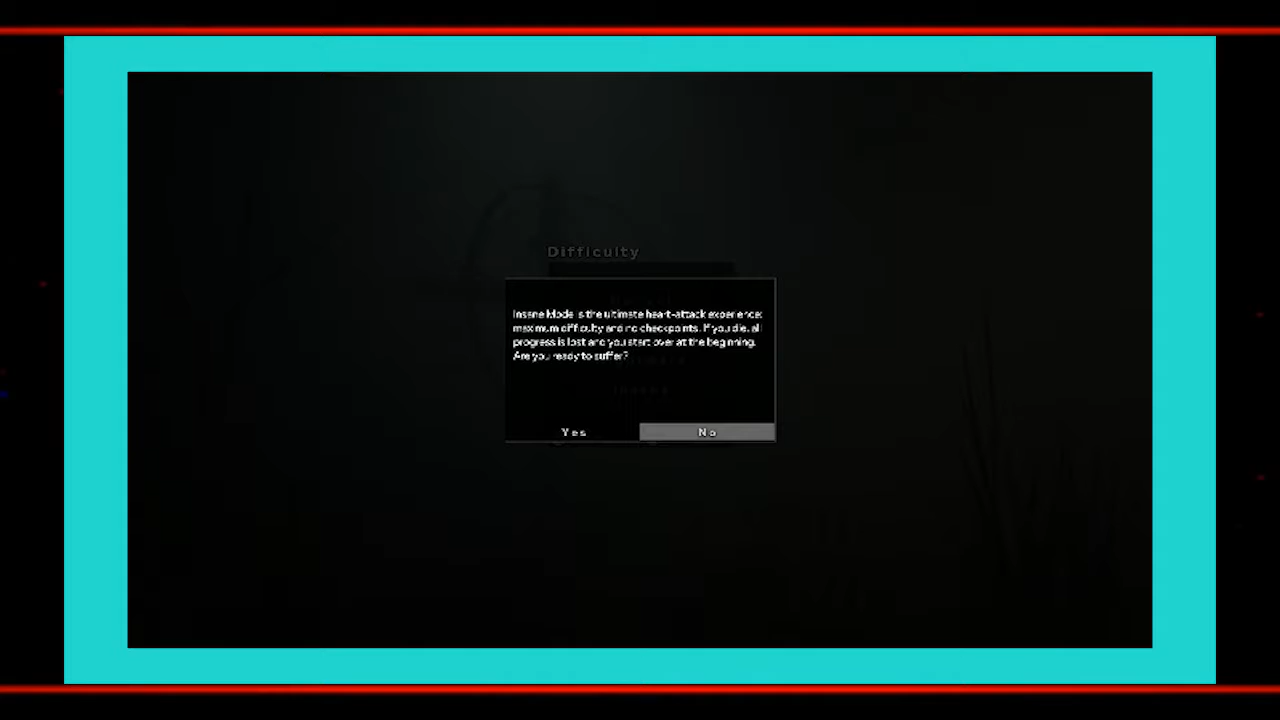 Difficulty
Insane Mode is the ultimate heart-attack experience:
maximum difficulty and no checkpoints. If you die, all
progress is lost and you start over at the beginning.
Are you ready to suffer?
Insane
Yes
No